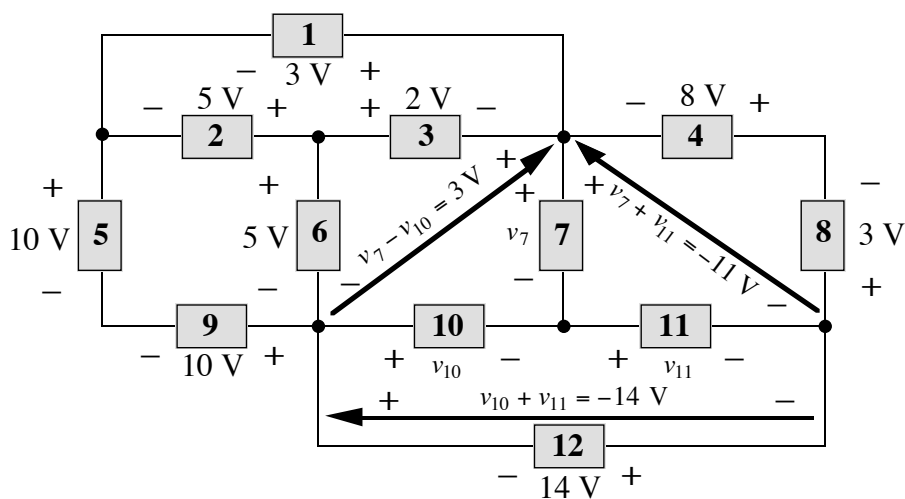 1
− 3 V +
5 V
2 V
8 V
− + + − − +
2
3
4
+
10 V
−
5
+
5 V
−
6
+
v7 − v10 = 3 V
−
+
v7
−
7
+
v7 + v11 = −11 V
−
−
8
3 V
+
9
10
11
− 10 V +
+ v10 −
+ v11 −
+ v10 + v11 = −14 V −
12
− 14 V +